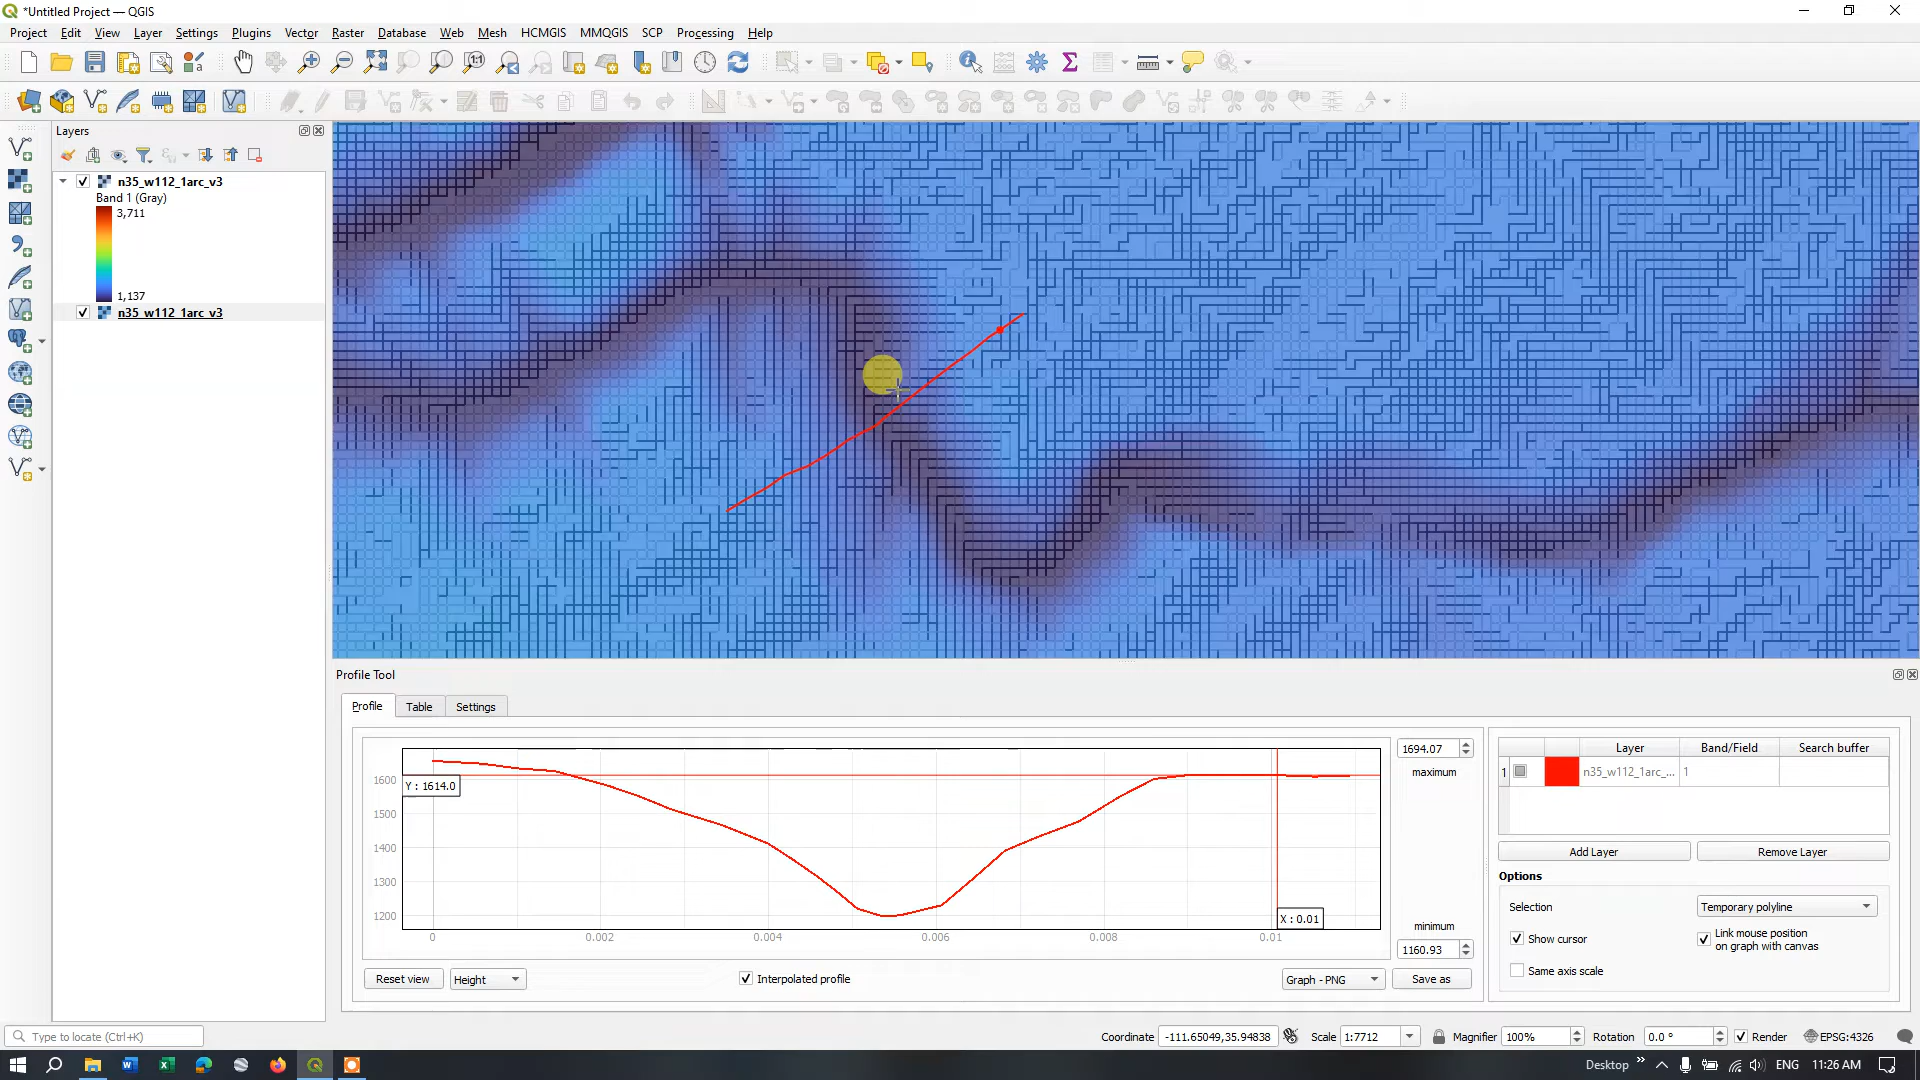 *Untitled Project — QGIS
Project Edit View Layer Settings Plugins Vector Raster Database Web Mesh HCMGIS MMQGIS SCP Processing Help
Layers
n35_w112_1arc_v3
Band 1 (Gray)
3,711
1,137
n35_w112_1arc_v3
Profile Tool
Profile Table Settings
1600
1500
1400
1300
1200
Y : 1614.0
X : 0.01
0 0.002 0.004 0.006 0.008 0.01
1694.07
maximum
minimum
1160.93
Reset view Height Interpolated profile Graph - PNG Save as
Layer Band/Field Search buffer
1 n35_w112_1arc_... 1
Add Layer Remove Layer
Options
Selection Temporary polyline
Show cursor
Link mouse position
on graph with canvas
Same axis scale
Type to locate (Ctrl+K) Coordinate -111.65049,35.94838 Scale 1:7712 Magnifier 100% Rotation 0.0 ° Render EPSG:4326
Desktop » ENG 11:26 AM